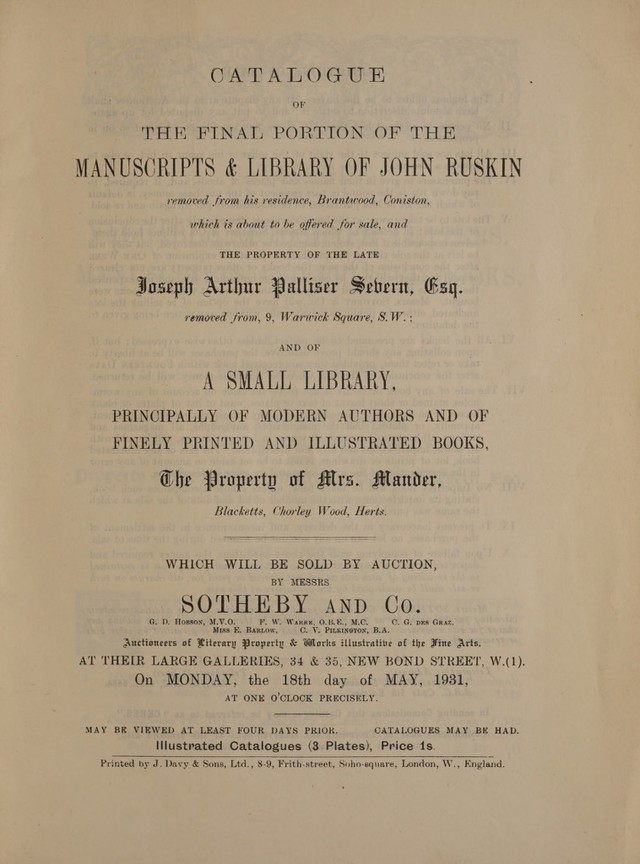 CATALOGUE
OF
THE FINAL PORTION OF THE
MANUSCRIPTS & LIBRARY OF JOHN RUSKIN
removed from his residence, Brantwood, Coniston,
which is about to be offered for sale, and
THE PROPERTY OF THE LATE
Joseph Arthur Palliser Severn, Esq.
removed from, 9, Warwick Square, S.W.;
AND OF
A SMALL LIBRARY,
PRINCIPALLY OF MODERN AUTHORS AND OF
FINELY PRINTED AND ILLUSTRATED BOOKS,
The Property of Mrs. Mander,
Blacketts, Chorley Wood, Herts.
WHICH WILL BE SOLD BY AUCTION,
BY MESSRS
SOTHEBY AND CO.
G. D. HOBSON, M.V.O. F. W. WARRE, O.B.E., M.C. C. G. DES GRAZ.
MISS E. BARLOW. C. V. PILKINGTON, B.A.
Auctioneers of Literary Property & Works illustrative of the Fine Arts,
AT THEIR LARGE GALLERIES, 34 & 35, NEW BOND STREET, W.(1).
On MONDAY, the 18th day of MAY, 1931,
AT ONE O'CLOCK PRECISELY.
MAY BE VIEWED AT LEAST FOUR DAYS PRIOR. CATALOGUES MAY BE HAD.
Illustrated Catalogues (3 Plates), Price 1s.
Printed by J. Davy & Sons, Ltd., 8-9, Frith-street, Soho-square, London, W., England.